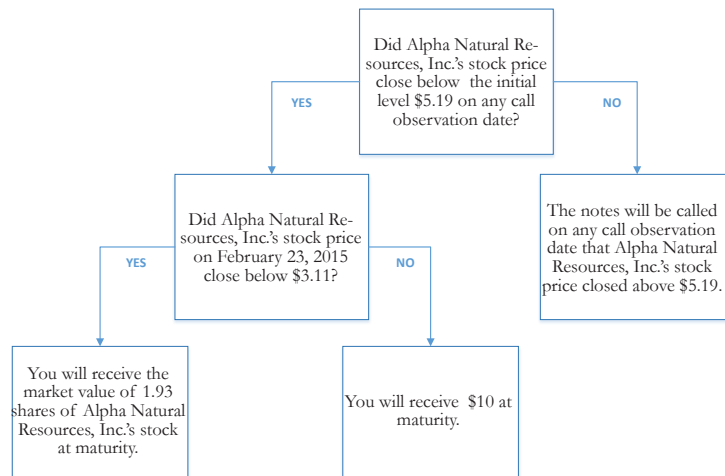 Did Alpha Natural Re-
sources, Inc.'s stock price
close below the initial
level $5.19 on any call
observation date?
YES
NO
Did Alpha Natural Re-
sources, Inc.'s stock price
on February 23, 2015
close below $3.11?
The notes will be called
on any call observation
date that Alpha Natural
Resources, Inc.'s stock
price closed above $5.19.
YES
NO
You will receive the
market value of 1.93
shares of Alpha Natural
Resources, Inc.'s stock
at maturity.
You will receive $10 at
maturity.